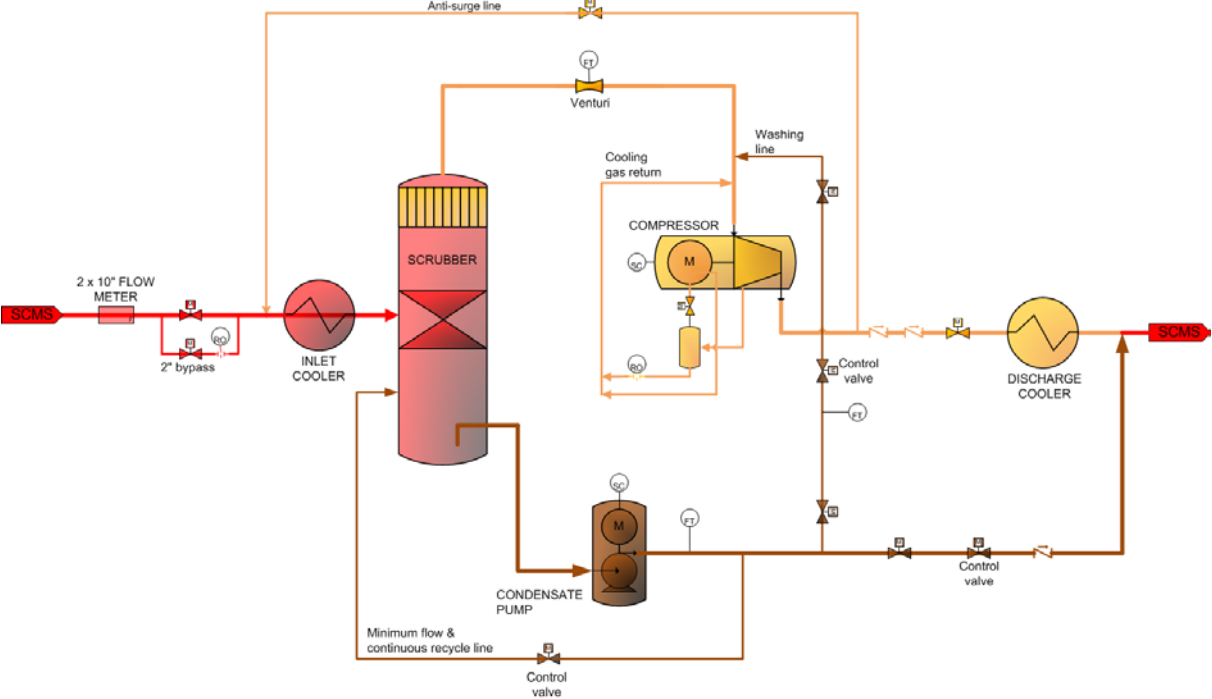 Anti-surge line
M
FT
Venturi
Washing
line
Cooling
gas return
COMPRESSOR
SC
M
SCRUBBER
2 x 10" FLOW
METER
M
SCMS
M
RO
2" bypass
INLET
COOLER
RO
Control
valve
M
SCMS
DISCHARGE
COOLER
FT
SC
M
FT
M
M
Control
valve
CONDENSATE
PUMP
Minimum flow &
continuous recycle line
M
Control
valve